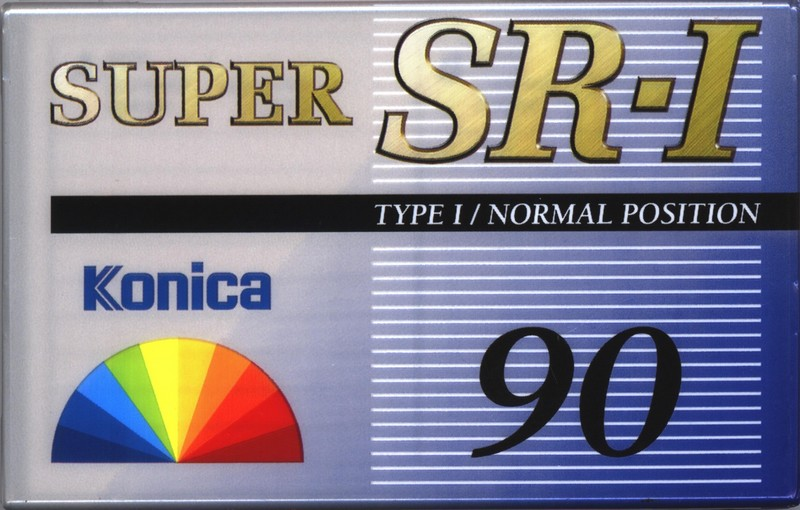 SUPER SR-I
TYPE I / NORMAL POSITION
Konica
90